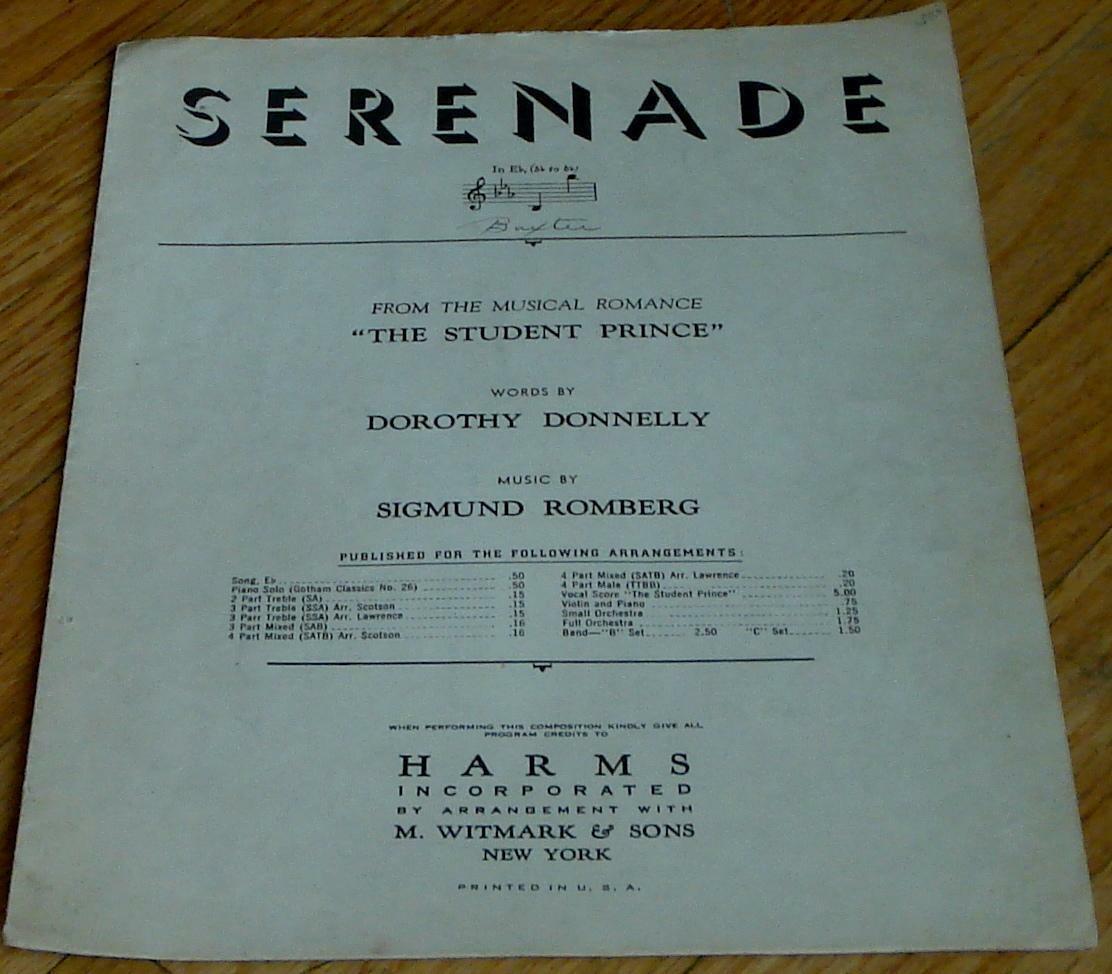 SERENADE
In E♭, (B♭ to B♭)
Baxter
FROM THE MUSICAL ROMANCE
"THE STUDENT PRINCE"
WORDS BY
DOROTHY DONNELLY
MUSIC BY
SIGMUND ROMBERG
PUBLISHED FOR THE FOLLOWING ARRANGEMENTS:
Song, E♭ .50
Piano Solo (Gotham Classics No. 26) .50
2 Part Treble (SA) .15
3 Part Treble (SSA) Arr. Scotson .15
3 Part Treble (SSA) Arr. Lawrence .15
3 Part Mixed (SAB) .16
4 Part Mixed (SATB) Arr. Scotson .16
4 Part Mixed (SATB) Arr. Lawrence .20
4 Part Male (TTBB) .20
Vocal Score "The Student Prince" 5.00
Violin and Piano .75
Small Orchestra 1.25
Full Orchestra 1.75
Band—"B" Set 2.50 "C" Set 1.50
WHEN PERFORMING THIS COMPOSITION KINDLY GIVE ALL
PROGRAM CREDITS TO
HARMS
INCORPORATED
BY ARRANGEMENT WITH
M. WITMARK & SONS
NEW YORK
PRINTED IN U. S. A.